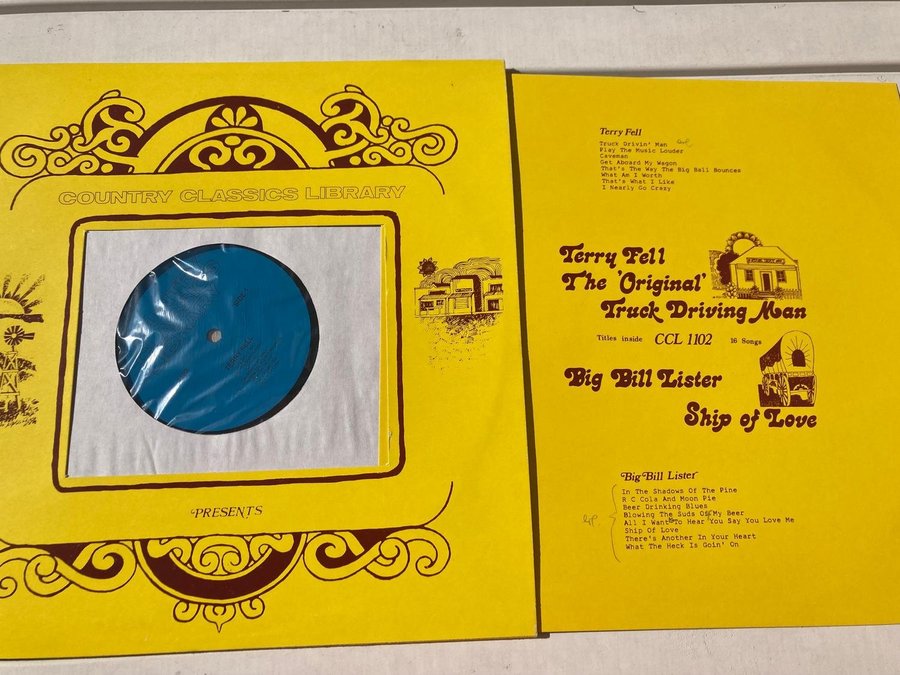 COUNTRY CLASSICS LIBRARY
PRESENTS
Terry Fell
Truck Drivin' Man
Play The Music Louder
Caveman
Get Aboard My Wagon
That's The Way The Big Ball Bounces
What Am I Worth
That's What I Like
I Nearly Go Crazy
Terry Fell
The 'Original'
Truck Driving Man
Titles inside CCL 1102 16 Songs
Big Bill Lister
Ship of Love
Big Bill Lister
In The Shadows Of The Pine
R C Cola And Moon Pie
Beer Drinking Blues
Blowing The Suds Of My Beer
All I Want To Hear You Say You Love Me
Ship Of Love
There's Another In Your Heart
What The Heck Is Goin' On